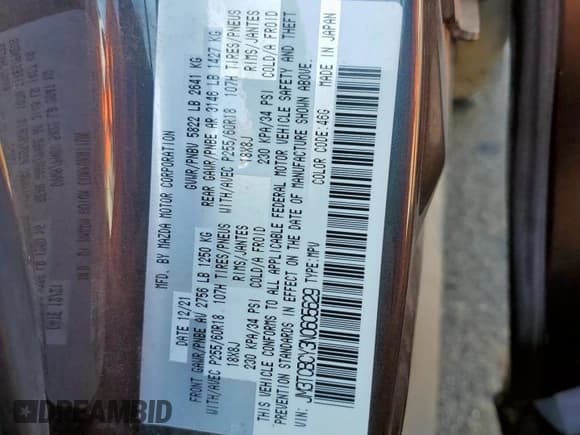 MFD. BY MAZDA MOTOR CORPORATION
DATE 12/21
GVWR/PNBV 5822 LB 2641 KG
FRONT GAWR/PNBE AV 2756 LB 1250 KG
REAR GAWR/PNBE AR 3146 LB 1427 KG
WITH/AVEC P255/60R18 107H TIRES/PNEUS
WITH/AVEC P255/60R18 107H TIRES/PNEUS
18X8J RIMS/JANTES
18X8J RIMS/JANTES
230 KPA/34 PSI COLD/A FROID
230 KPA/34 PSI COLD/A FROID
THIS VEHICLE CONFORMS TO ALL APPLICABLE FEDERAL MOTOR VEHICLE SAFETY AND
THEFT PREVENTION STANDARDS IN EFFECT ON THE DATE OF MANUFACTURE SHOWN ABOVE.
VIN: JM3TCBCY3N0605629 TYPE: MPV
COLOR CODE: 46G MADE IN JAPAN
DREAMBID